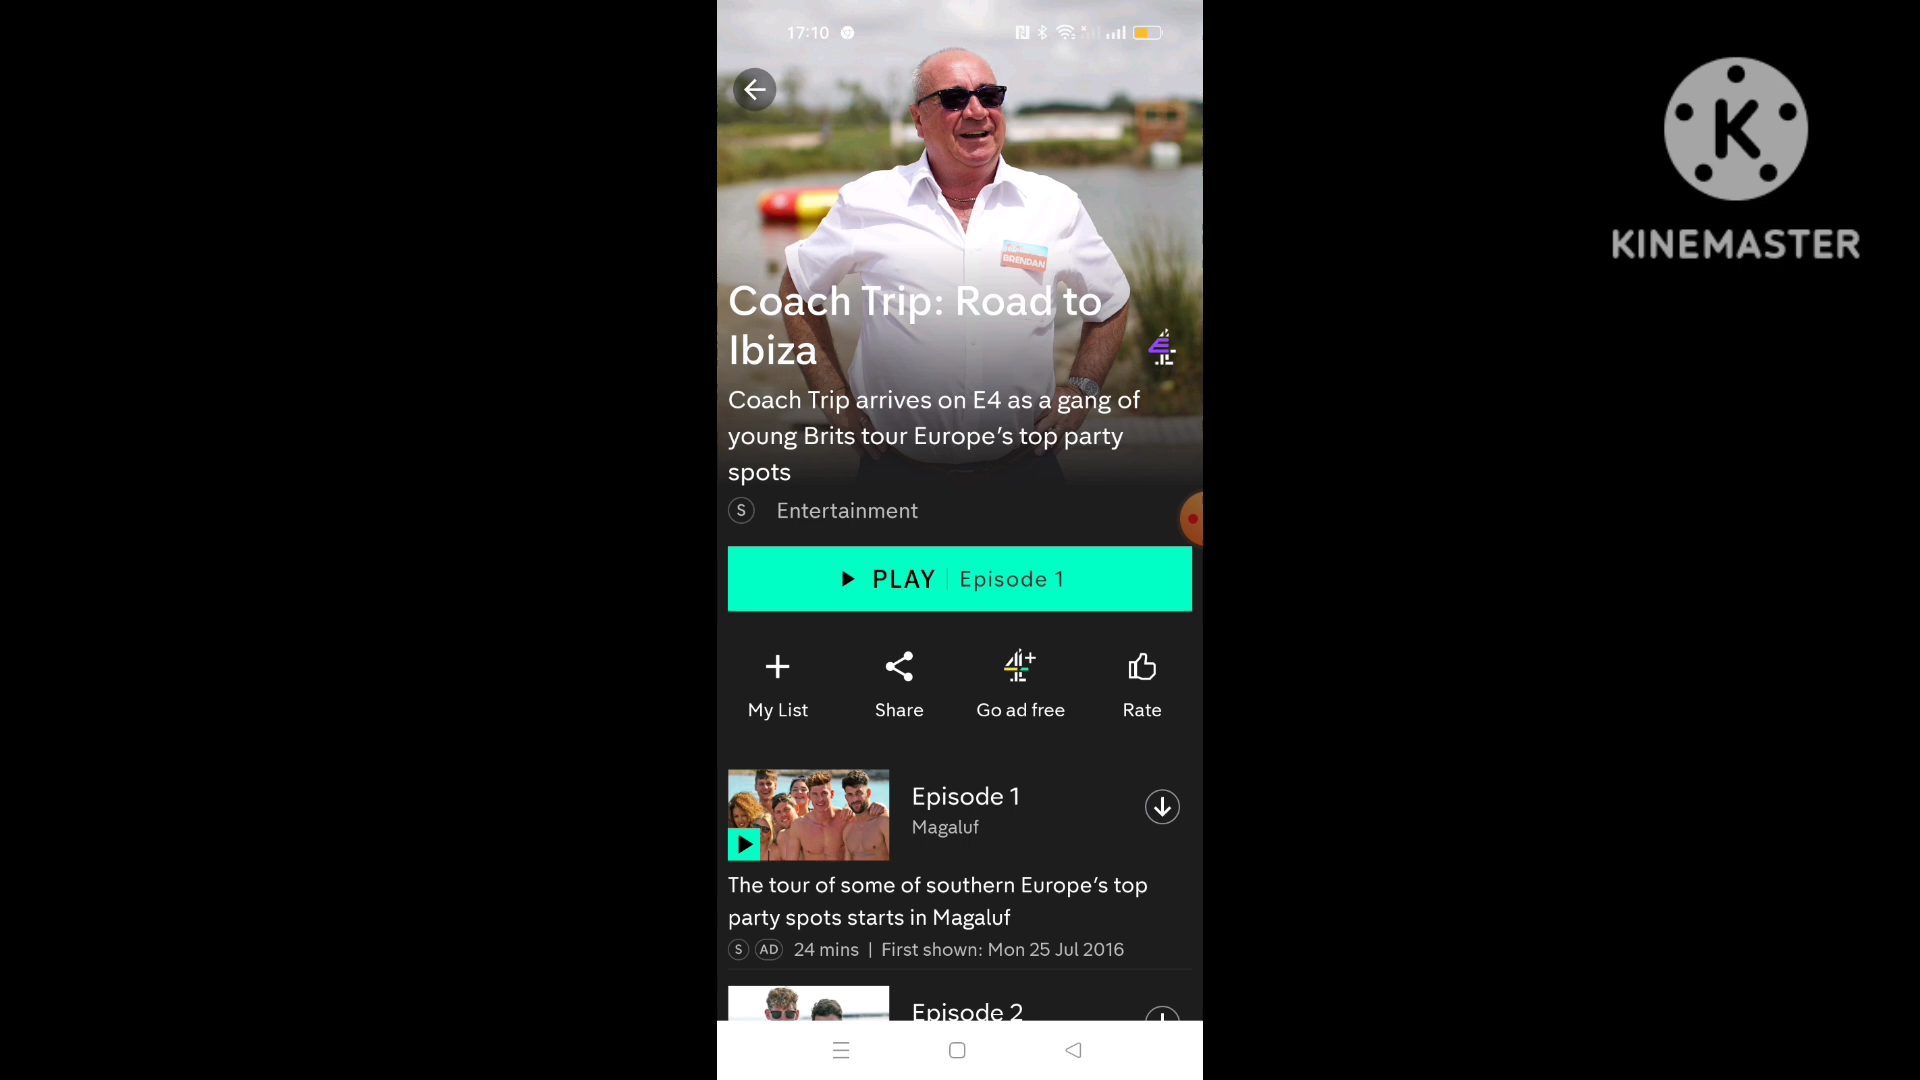 17:10
BRENDAN
Coach Trip: Road to
Ibiza
Coach Trip arrives on E4 as a gang of
young Brits tour Europe’s top party
spots
S Entertainment
PLAY | Episode 1
My List Share Go ad free Rate
Episode 1
Magaluf
The tour of some of southern Europe’s top
party spots starts in Magaluf
S AD 24 mins | First shown: Mon 25 Jul 2016
Episode 2
K
KINEMASTER